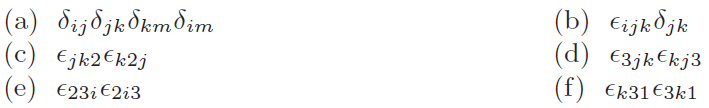 (a) δ_{ij}δ_{jk}δ_{km}δ_{im} (b) ϵ_{ijk}δ_{jk}
(c) ϵ_{jk2}ϵ_{k2j} (d) ϵ_{3jk}ϵ_{kj3}
(e) ϵ_{23i}ϵ_{2i3} (f) ϵ_{k31}ϵ_{3k1}